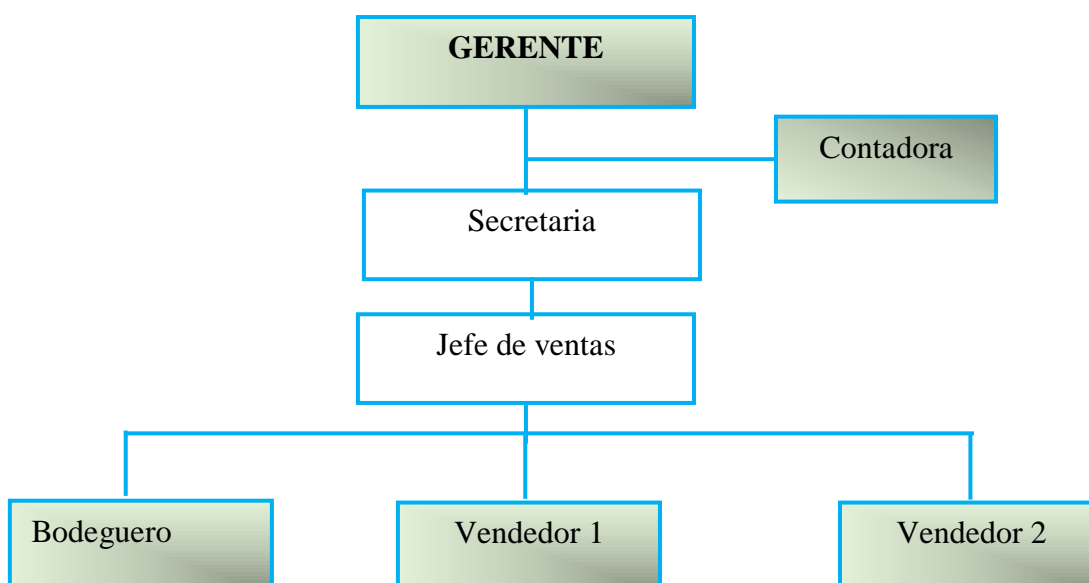 GERENTE
Contadora
Secretaria
Jefe de ventas
Bodeguero
Vendedor 1
Vendedor 2